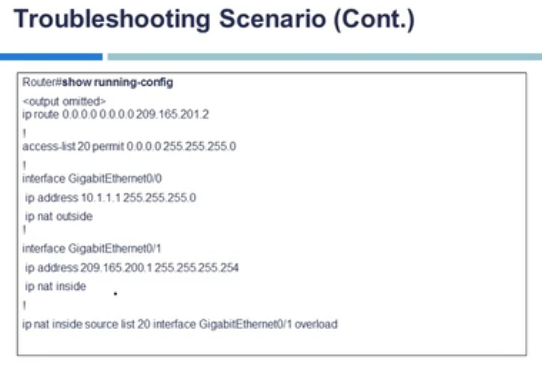 Troubleshooting Scenario (Cont.)
Router#show running-config
<output omitted>
ip route 0.0.0.0 0.0.0.0 209.165.201.2
!
access-list 20 permit 0.0.0.0 255.255.255.0
!
interface GigabitEthernet0/0
ip address 10.1.1.1 255.255.255.0
ip nat outside
!
interface GigabitEthernet0/1
ip address 209.165.200.1 255.255.255.254
ip nat inside
!
ip nat inside source list 20 interface GigabitEthernet0/1 overload